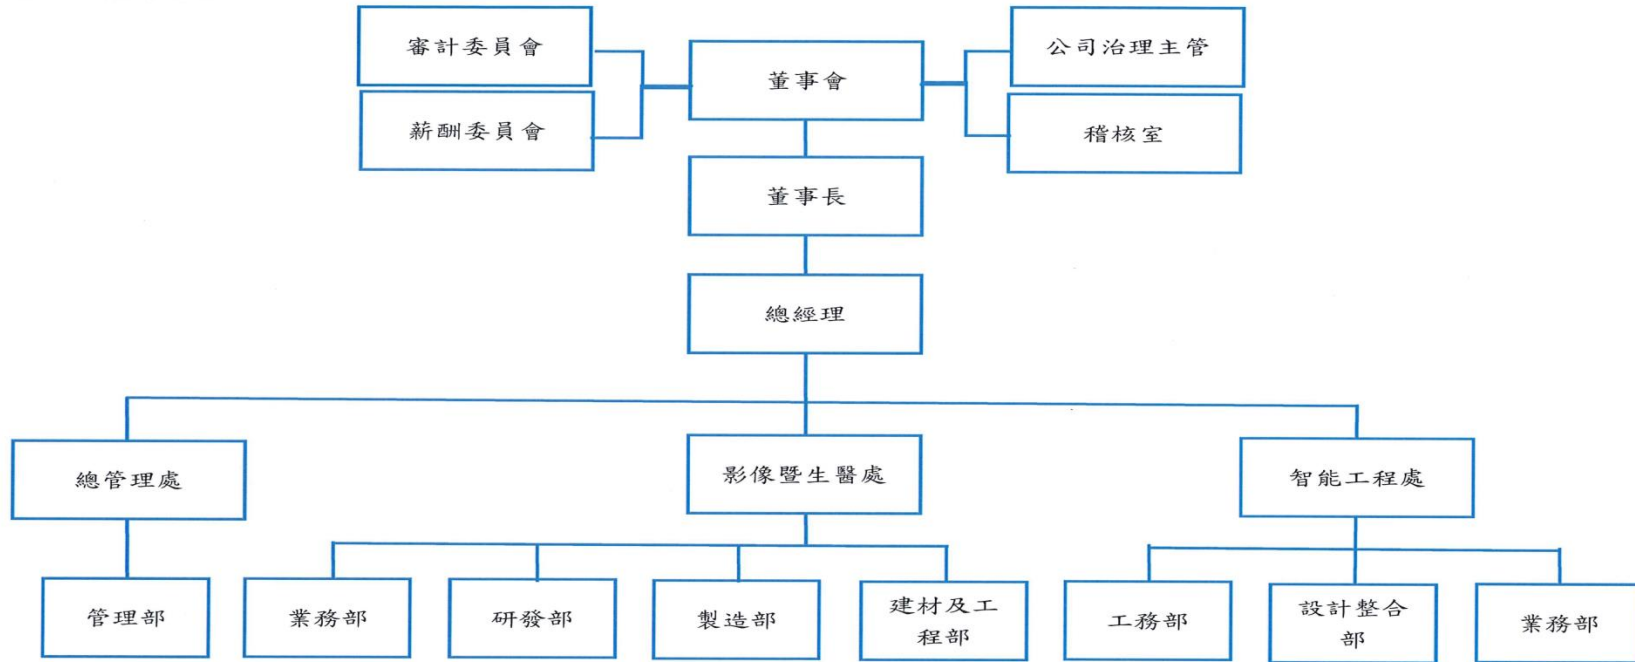 審計委員會
公司治理主管
董事會
薪酬委員會
稽核室
董事長
總經理
總管理處
影像暨生醫處
智能工程處
管理部
業務部
研發部
製造部
建材及工
程部
工務部
設計整合
部
業務部